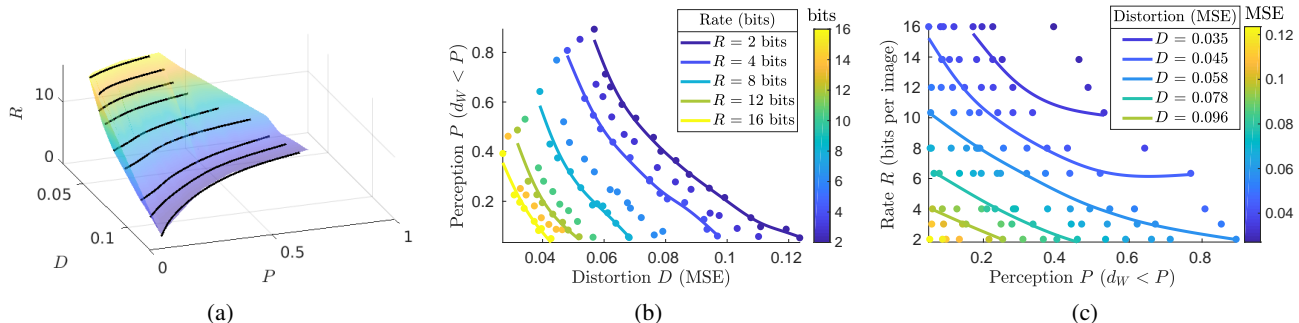 10
0
R
0.05
0.1
D
0
0.5
1
P
(a)
0.8
0.6
0.4
0.2
Perception P (d_W < P)
0.04
0.06
0.08
0.10
0.12
Distortion D (MSE)
Rate (bits)
R = 2 bits
R = 4 bits
R = 8 bits
R = 12 bits
R = 16 bits
bits
16
14
12
10
8
6
4
2
(b)
16
14
12
10
8
6
4
2
Rate R (bits per image)
0.2
0.4
0.6
0.8
Perception P (d_W < P)
Distortion (MSE)
D = 0.035
D = 0.045
D = 0.058
D = 0.078
D = 0.096
MSE
0.12
0.1
0.08
0.06
0.04
(c)